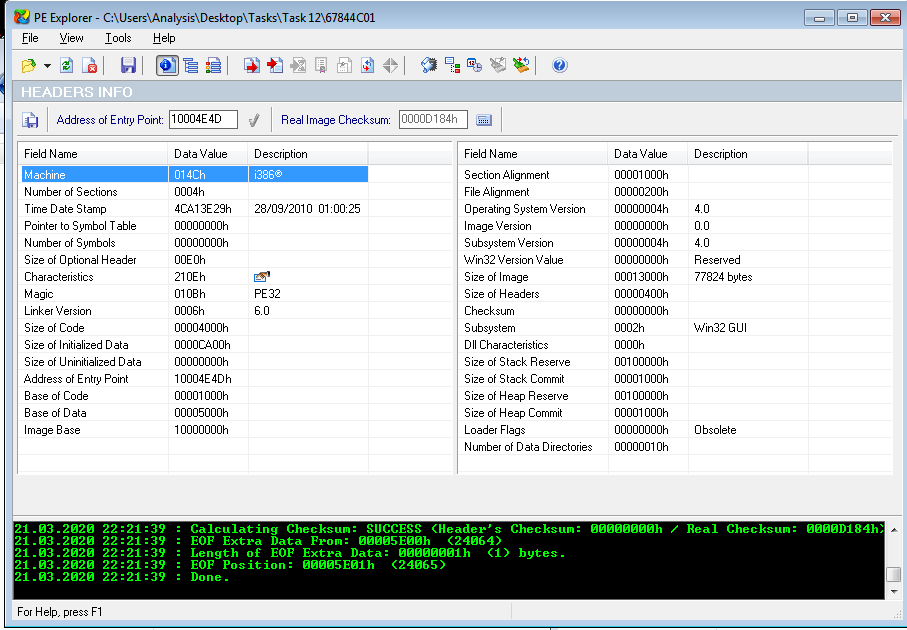 PE Explorer - C:\Users\Analysis\Desktop\Tasks\Task 12\67844C01
File View Tools Help
HEADERS INFO
Address of Entry Point: 10004E4D Real Image Checksum: 0000D184h
Field Name Data Value Description
Machine 014Ch i386®
Number of Sections 0004h
Time Date Stamp 4CA13E29h 28/09/2010 01:00:25
Pointer to Symbol Table 00000000h
Number of Symbols 00000000h
Size of Optional Header 00E0h
Characteristics 210Eh
Magic 010Bh PE32
Linker Version 0006h 6.0
Size of Code 00004000h
Size of Initialized Data 0000CA00h
Size of Uninitialized Data 00000000h
Address of Entry Point 10004E4Dh
Base of Code 00001000h
Base of Data 00005000h
Image Base 10000000h
Field Name Data Value Description
Section Alignment 00001000h
File Alignment 00000200h
Operating System Version 00000004h 4.0
Image Version 00000000h 0.0
Subsystem Version 00000004h 4.0
Win32 Version Value 00000000h Reserved
Size of Image 00013000h 77824 bytes
Size of Headers 00000400h
Checksum 00000000h
Subsystem 0002h Win32 GUI
Dll Characteristics 0000h
Size of Stack Reserve 00100000h
Size of Stack Commit 00001000h
Size of Heap Reserve 00100000h
Size of Heap Commit 00001000h
Loader Flags 00000000h Obsolete
Number of Data Directories 00000010h
21.03.2020 22:21:39 : Calculating Checksum: SUCCESS (Header's Checksum: 00000000h / Real Checksum: 0000D184h)
21.03.2020 22:21:39 : EOF Extra Data From: 00005E00h (24064)
21.03.2020 22:21:39 : Length of EOF Extra Data: 00000001h (1) bytes.
21.03.2020 22:21:39 : EOF Position: 00005E01h (24065)
21.03.2020 22:21:39 : Done.
For Help, press F1